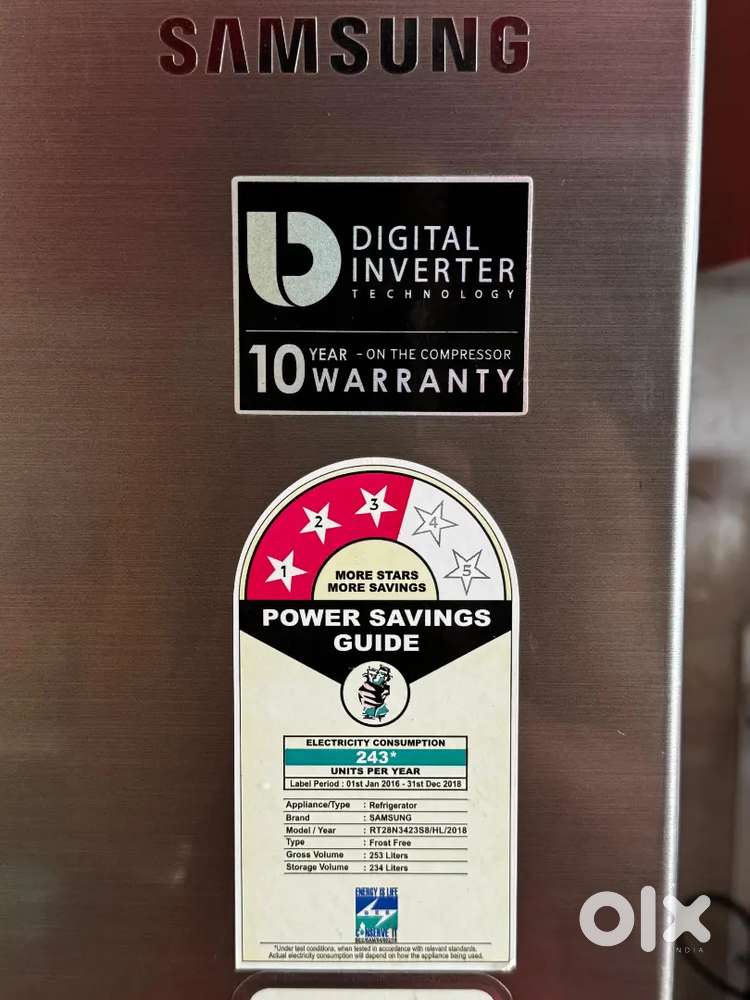 SAMSUNG
DIGITAL
INVERTER
TECHNOLOGY
10 YEAR - ON THE COMPRESSOR
WARRANTY
1 2 3 4 5
MORE STARS
MORE SAVINGS
POWER SAVINGS
GUIDE
ELECTRICITY CONSUMPTION
243*
UNITS PER YEAR
Label Period : 01st Jan 2016 - 31st Dec 2018
Appliance/Type : Refrigerator
Brand : SAMSUNG
Model / Year : RT28N3423S8/HL/2018
Type : Frost Free
Gross Volume : 253 Liters
Storage Volume : 234 Liters
ENERGY IS LIFE
CONSERVE IT
*Under test conditions, when tested in accordance with relevant standards.
Actual electricity consumption will depend on how the appliance being used.
olx
INDIA